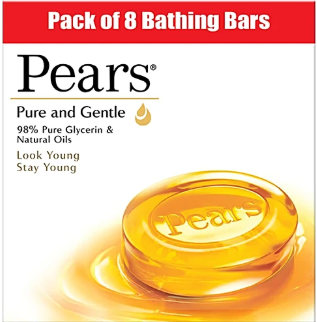 Pack of 8 Bathing Bars
Pears®
Pure and Gentle
98% Pure Glycerin &
Natural Oils
Look Young
Stay Young
Pears